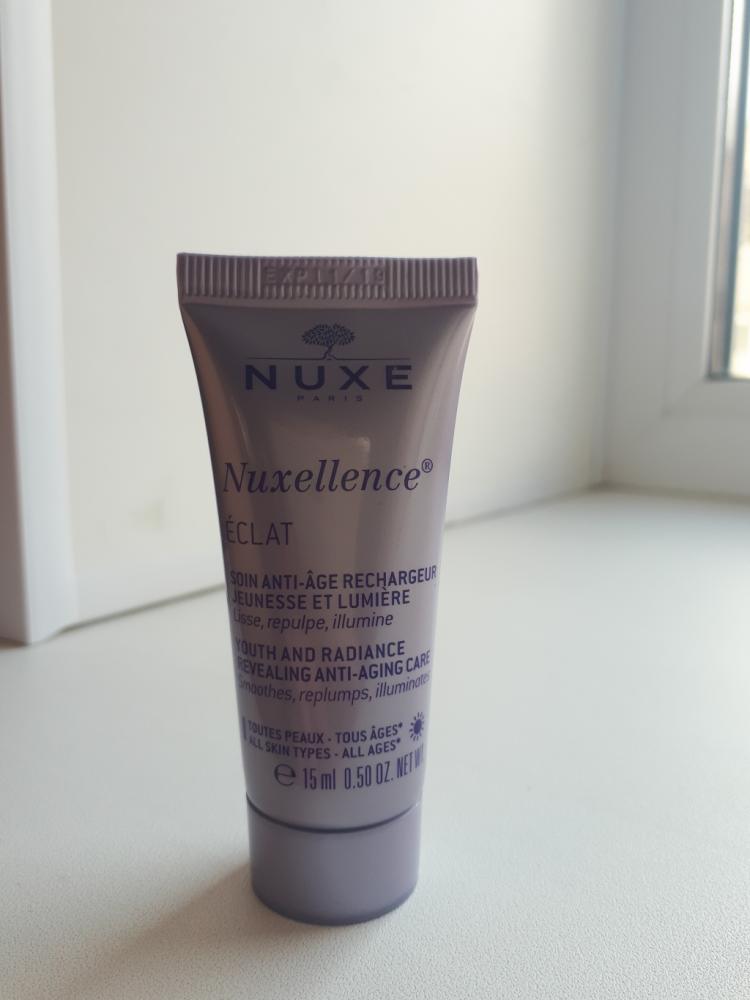 EXP 11/19
NUXE
PARIS
Nuxellence®
ÉCLAT
SOIN ANTI-ÂGE RECHARGEUR
JEUNESSE ET LUMIÈRE
Lisse, repulpe, illumine
YOUTH AND RADIANCE
REVEALING ANTI-AGING CARE
Smoothes, replumps, illuminates
TOUTES PEAUX - TOUS ÂGES*
ALL SKIN TYPES - ALL AGES*
℮ 15 ml 0.50 OZ. NET